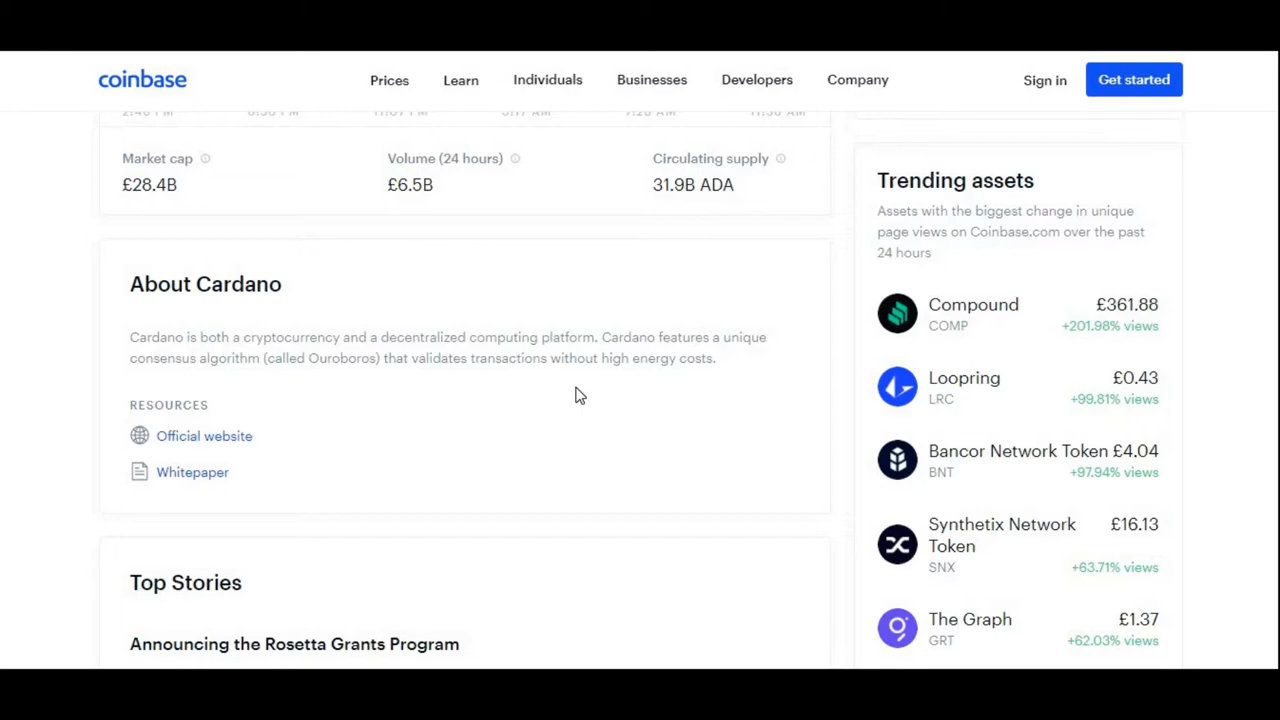 coinbase
Prices Learn Individuals Businesses Developers Company
Sign in Get started
Market cap
£28.4B
Volume (24 hours)
£6.5B
Circulating supply
31.9B ADA
About Cardano
Cardano is both a cryptocurrency and a decentralized computing platform. Cardano features a unique
consensus algorithm (called Ouroboros) that validates transactions without high energy costs.
RESOURCES
Official website
Whitepaper
Top Stories
Announcing the Rosetta Grants Program
Trending assets
Assets with the biggest change in unique
page views on Coinbase.com over the past
24 hours
Compound £361.88
COMP +201.98% views
Loopring £0.43
LRC +99.81% views
Bancor Network Token £4.04
BNT +97.94% views
Synthetix Network £16.13
Token
SNX +63.71% views
The Graph £1.37
GRT +62.03% views